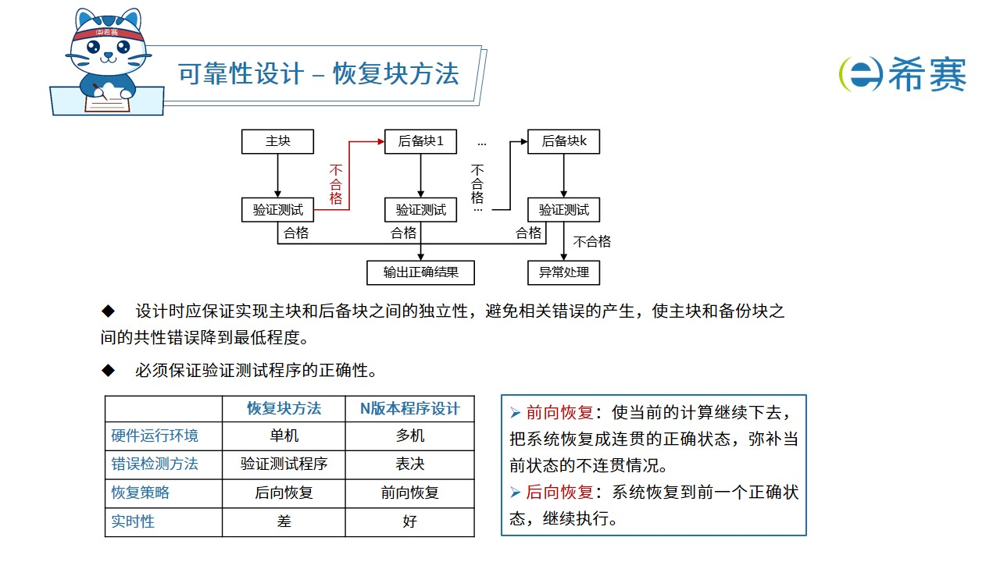 希赛
可靠性设计 – 恢复块方法
希赛
主块
后备块1
...
后备块k
不合格
不合格
验证测试
验证测试
...
验证测试
合格
合格
合格
不合格
输出正确结果
异常处理
◆ 设计时应保证实现主块和后备块之间的独立性，避免相关错误的产生，使主块和备份块之
间的共性错误降到最低程度。
◆ 必须保证验证测试程序的正确性。
恢复块方法 N版本程序设计
硬件运行环境 单机 多机
错误检测方法 验证测试程序 表决
恢复策略 后向恢复 前向恢复
实时性 差 好
➢ 前向恢复：使当前的计算继续下去，
把系统恢复成连贯的正确状态，弥补当
前状态的不连贯情况。
➢ 后向恢复：系统恢复到前一个正确状
态，继续执行。